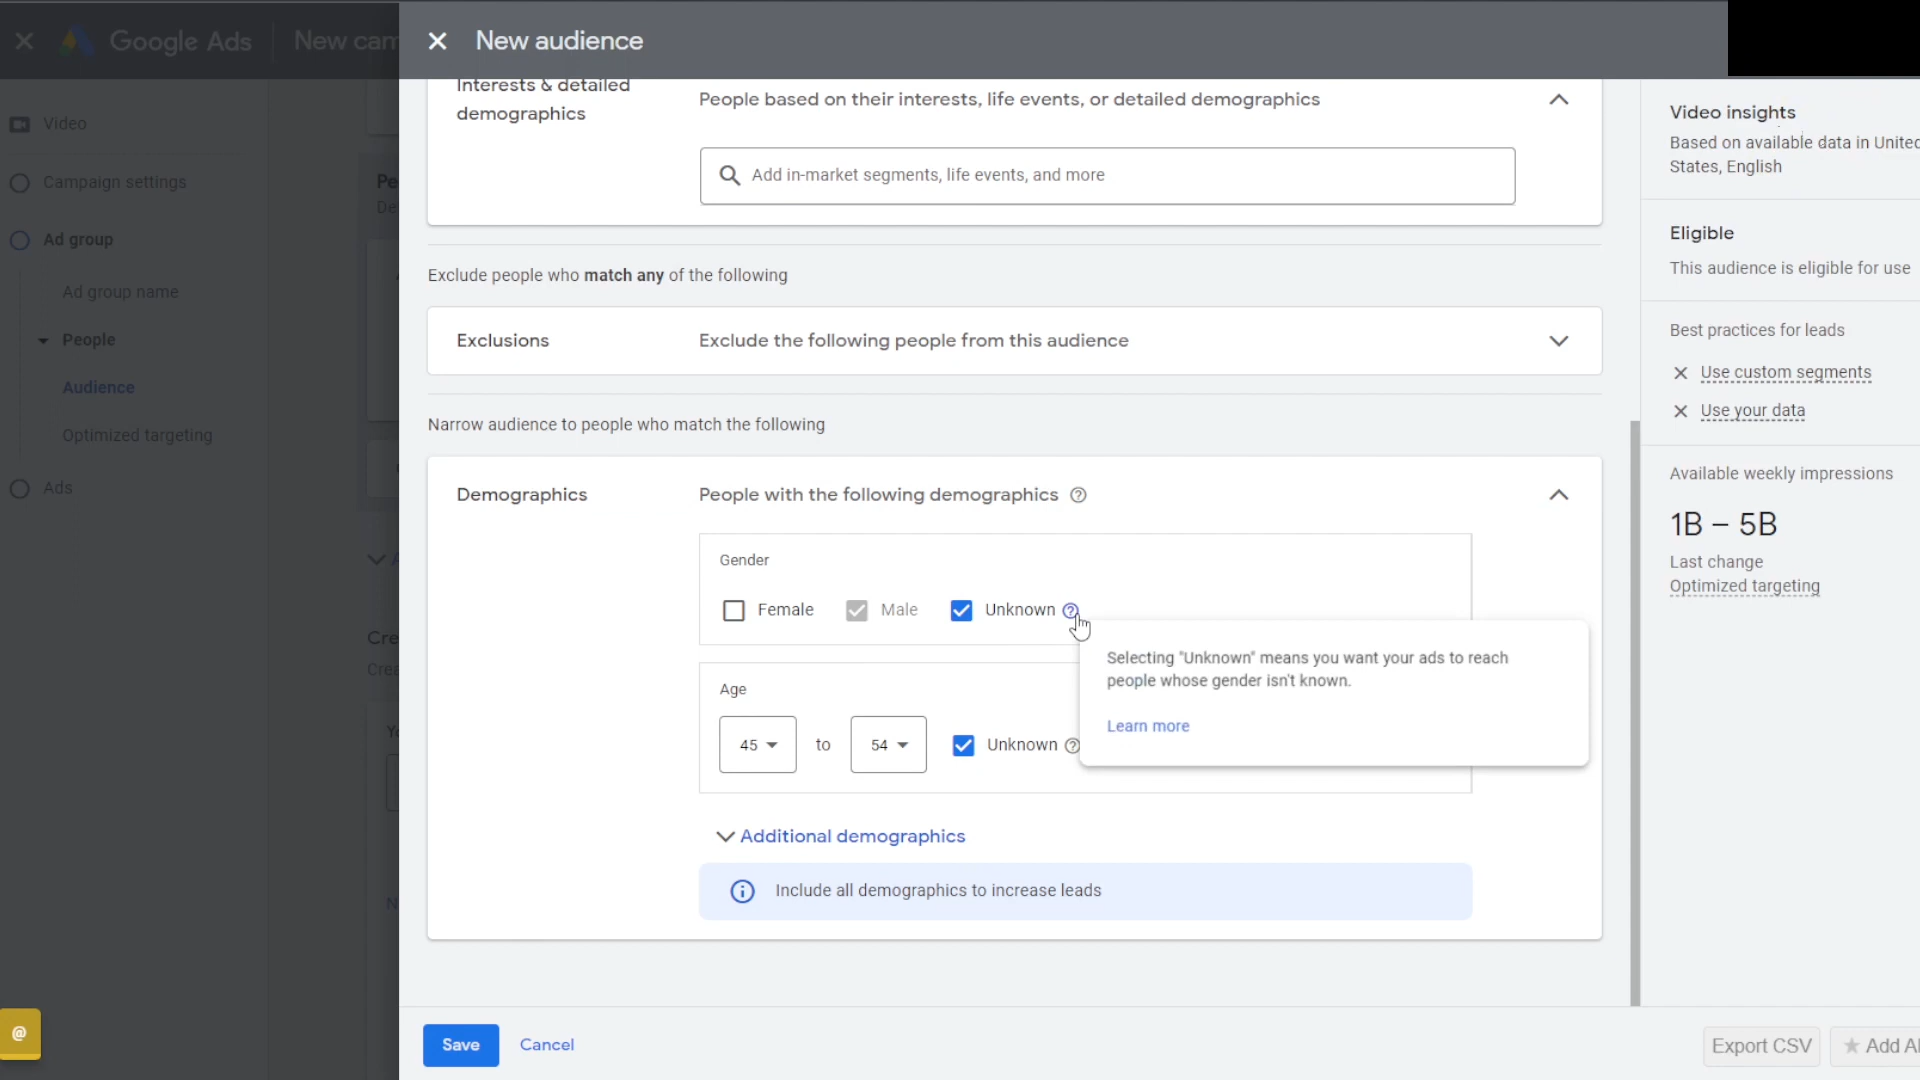 Google Ads
New cam
New audience
Video
Campaign settings
Ad group
Ad group name
People
Audience
Optimized targeting
Ads
Interests & detailed
demographics
People based on their interests, life events, or detailed demographics
Add in-market segments, life events, and more
Exclude people who match any of the following
Exclusions
Exclude the following people from this audience
Narrow audience to people who match the following
Demographics
People with the following demographics
Gender
Female
Male
Unknown
Selecting "Unknown" means you want your ads to reach
people whose gender isn't known.
Learn more
Age
45
to
54
Unknown
Additional demographics
Include all demographics to increase leads
Save
Cancel
Video insights
Based on available data in United
States, English
Eligible
This audience is eligible for use
Best practices for leads
Use custom segments
Use your data
Available weekly impressions
1B – 5B
Last change
Optimized targeting
Export CSV
Add Al
@